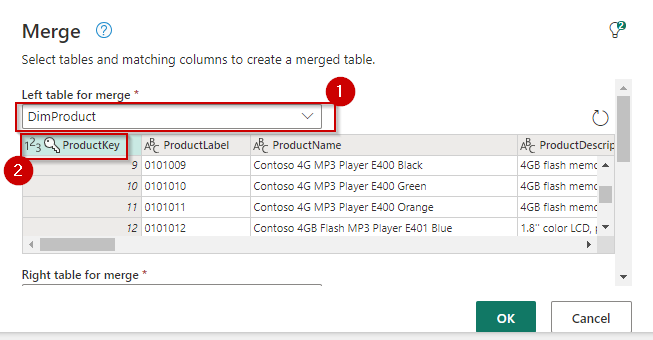 Merge ? 2
Select tables and matching columns to create a merged table.
Left table for merge *
1
DimProduct
123 ProductKey ABC ProductLabel ABC ProductName ABC ProductDescrip
2
9 0101009 Contoso 4G MP3 Player E400 Black 4GB flash memo
10 0101010 Contoso 4G MP3 Player E400 Green 4GB flash memo
11 0101011 Contoso 4G MP3 Player E400 Orange 4GB flash memo
12 0101012 Contoso 4GB Flash MP3 Player E401 Blue 1.8" color LCD, p
Right table for merge *
OK Cancel